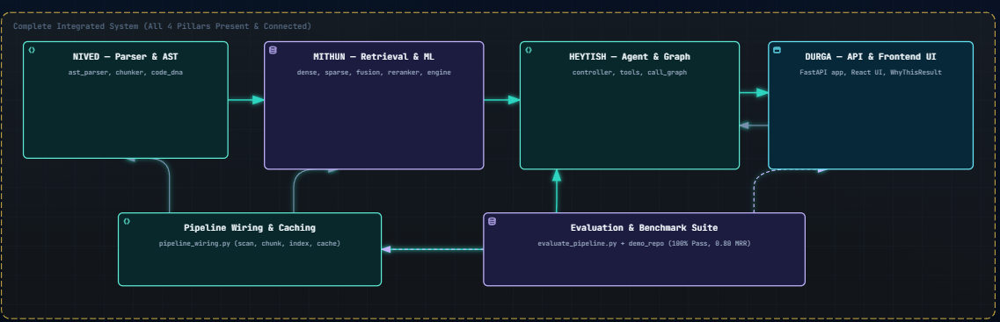 Complete Integrated System (All 4 Pillars Present & Connected)
{}
NIVED — Parser & AST
ast_parser, chunker, code_dna
MITHUN — Retrieval & ML
dense, sparse, fusion, reranker, engine
{}
HEYTISH — Agent & Graph
controller, tools, call_graph
DURGA — API & Frontend UI
FastAPI app, React UI, WhyThisResult
{}
Pipeline Wiring & Caching
pipeline_wiring.py (scan, chunk, index, cache)
Evaluation & Benchmark Suite
evaluate_pipeline.py + demo_repo (100% Pass, 0.80 MRR)